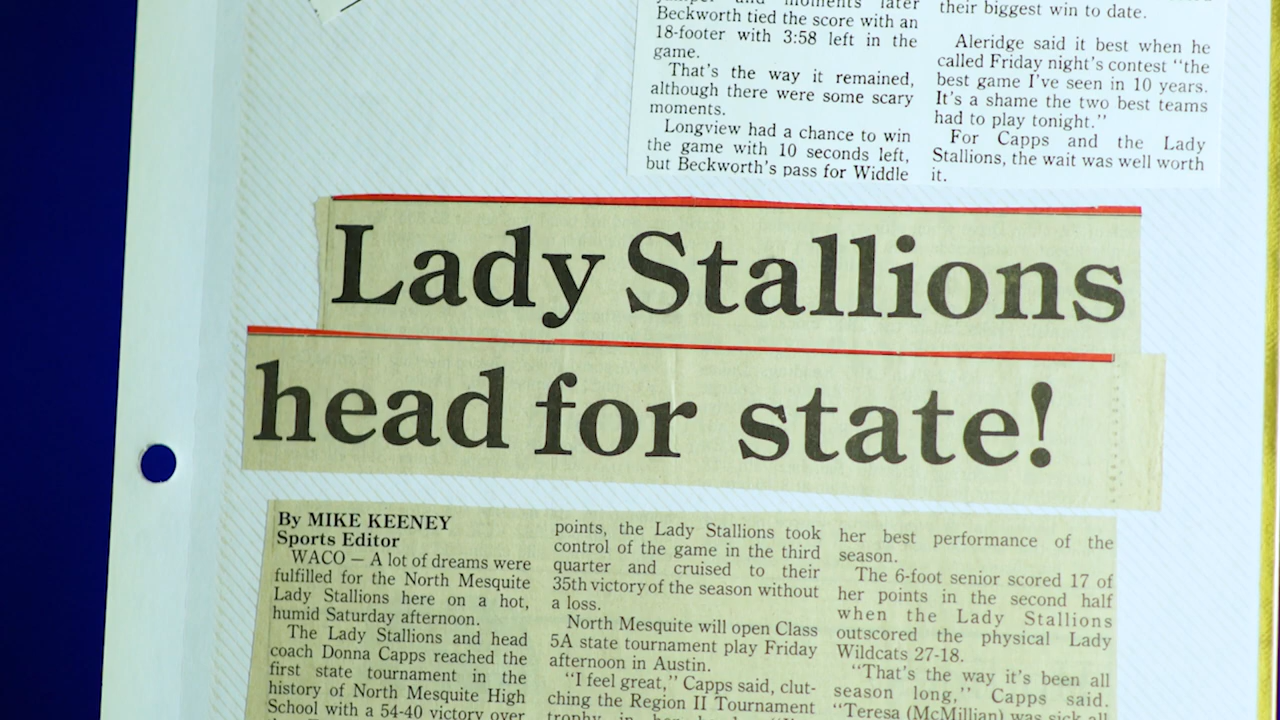 jumper and moments later
Beckworth tied the score with an
18-footer with 3:58 left in the
game.
That's the way it remained,
although there were some scary
moments.
Longview had a chance to win
the game with 10 seconds left,
but Beckworth's pass for Widdle
their biggest win to date.
Aleridge said it best when he
called Friday night's contest "the
best game I've seen in 10 years.
It's a shame the two best teams
had to play tonight."
For Capps and the Lady
Stallions, the wait was well worth
it.
Lady Stallions
head for state!
By MIKE KEENEY
Sports Editor
WACO — A lot of dreams were
fulfilled for the North Mesquite
Lady Stallions here on a hot,
humid Saturday afternoon.
The Lady Stallions and head
coach Donna Capps reached the
first state tournament in the
history of North Mesquite High
School with a 54-40 victory over
points, the Lady Stallions took
control of the game in the third
quarter and cruised to their
35th victory of the season without
a loss.
North Mesquite will open Class
5A state tournament play Friday
afternoon in Austin.
"I feel great," Capps said, clut-
ching the Region II Tournament
trophy in her
her best performance of the
season.
The 6-foot senior scored 17 of
her points in the second half
when the Lady Stallions
outscored the physical Lady
Wildcats 27-18.
"That's the way it's been all
season long," Capps said.
"Teresa (McMillian) was sick all